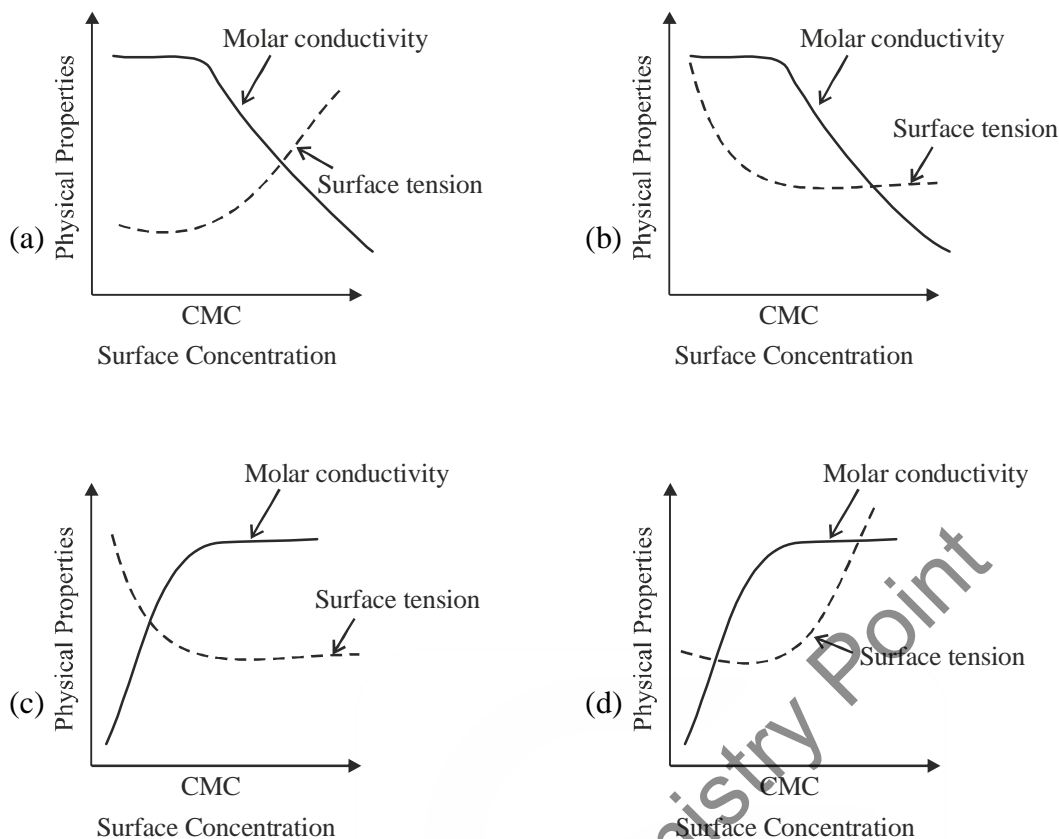 Molar conductivity
Surface tension
Physical Properties
(a)
CMC
Surface Concentration
Molar conductivity
Surface tension
Physical Properties
(b)
CMC
Surface Concentration
Molar conductivity
Surface tension
Physical Properties
(c)
CMC
Surface Concentration
Molar conductivity
Surface tension
Physical Properties
(d)
CMC
Surface Concentration
Point